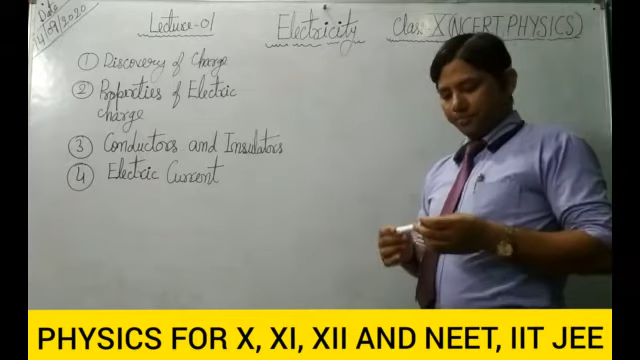 Date
14/09/2020
Lecture-01
Electricity
Class-X (NCERT PHYSICS)
① Discovery of Charge
② Properties of Electric
charge
③ Conductors and Insulators
④ Electric Current
PHYSICS FOR X, XI, XII AND NEET, IIT JEE